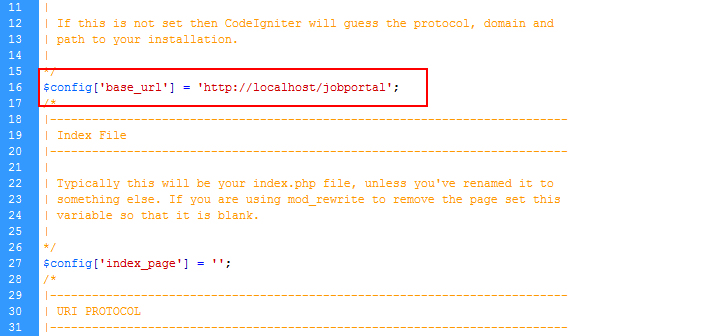 11 |
12 | If this is not set then CodeIgniter will guess the protocol, domain and
13 | path to your installation.
14 |
15 */
16 $config['base_url'] = 'http://localhost/jobportal';
17 /*
18 |--------------------------------------------------------------------------
19 | Index File
20 |--------------------------------------------------------------------------
21 |
22 | Typically this will be your index.php file, unless you've renamed it to
23 | something else. If you are using mod_rewrite to remove the page set this
24 | variable so that it is blank.
25 |
26 */
27 $config['index_page'] = '';
28 /*
29 |--------------------------------------------------------------------------
30 | URI PROTOCOL
31 |--------------------------------------------------------------------------